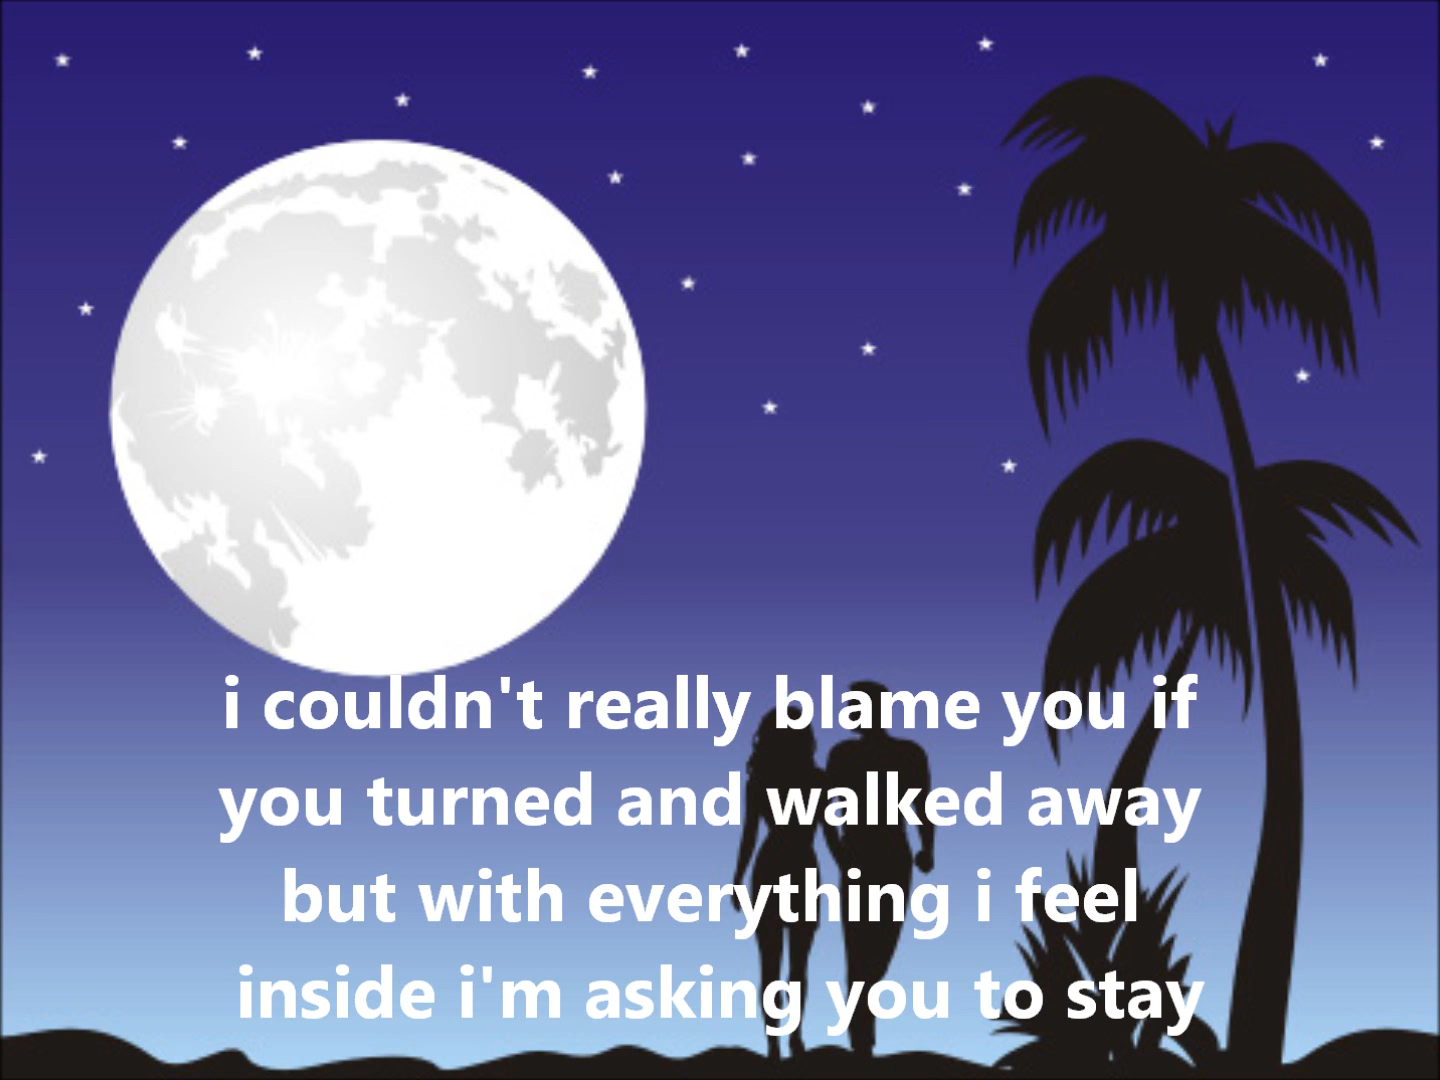 i couldn't really blame you if
you turned and walked away
but with everything i feel
inside i'm asking you to stay